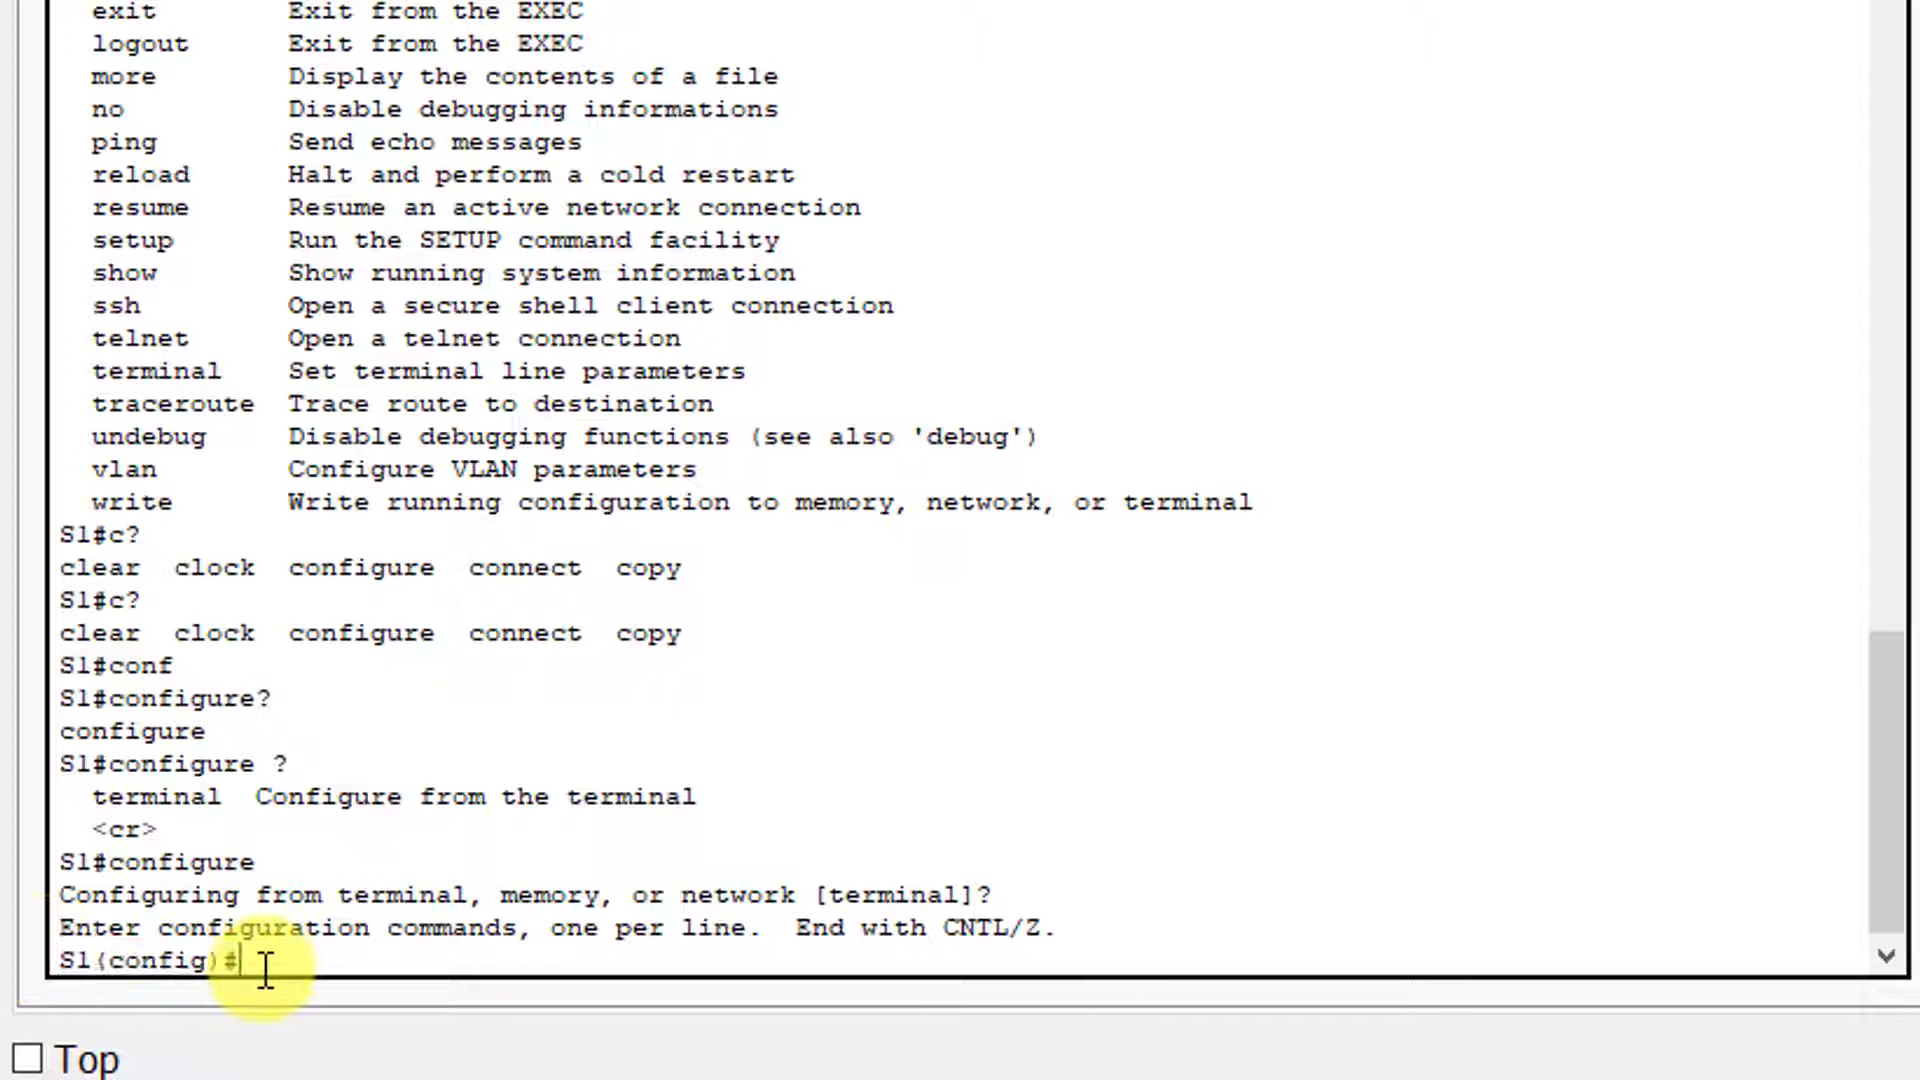 exit Exit from the EXEC
logout Exit from the EXEC
more Display the contents of a file
no Disable debugging informations
ping Send echo messages
reload Halt and perform a cold restart
resume Resume an active network connection
setup Run the SETUP command facility
show Show running system information
ssh Open a secure shell client connection
telnet Open a telnet connection
terminal Set terminal line parameters
traceroute Trace route to destination
undebug Disable debugging functions (see also 'debug')
vlan Configure VLAN parameters
write Write running configuration to memory, network, or terminal
S1#c?
clear clock configure connect copy
S1#c?
clear clock configure connect copy
S1#conf
S1#configure?
configure
S1#configure ?
terminal Configure from the terminal
<cr>
S1#configure
Configuring from terminal, memory, or network [terminal]?
Enter configuration commands, one per line. End with CNTL/Z.
S1(config)#
Top